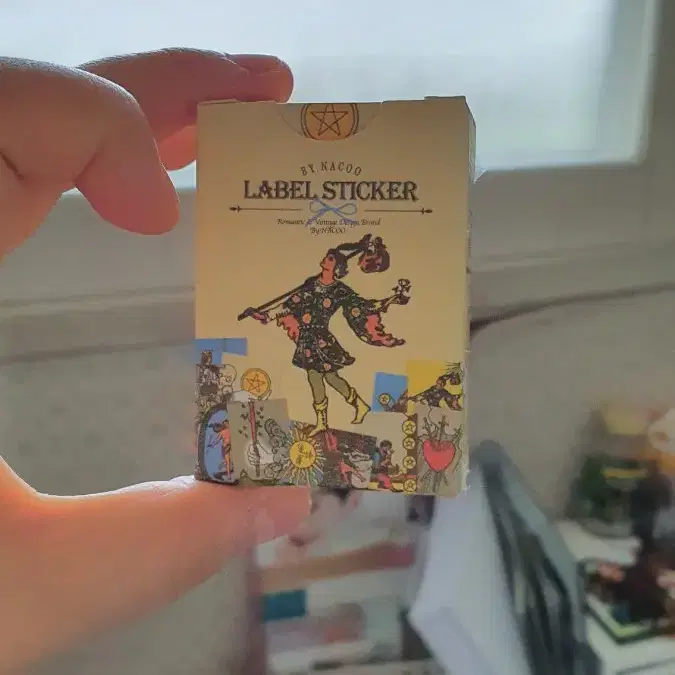 BY NACOO
LABEL STICKER
Romantic & Vintage Design Brand
By NACOO